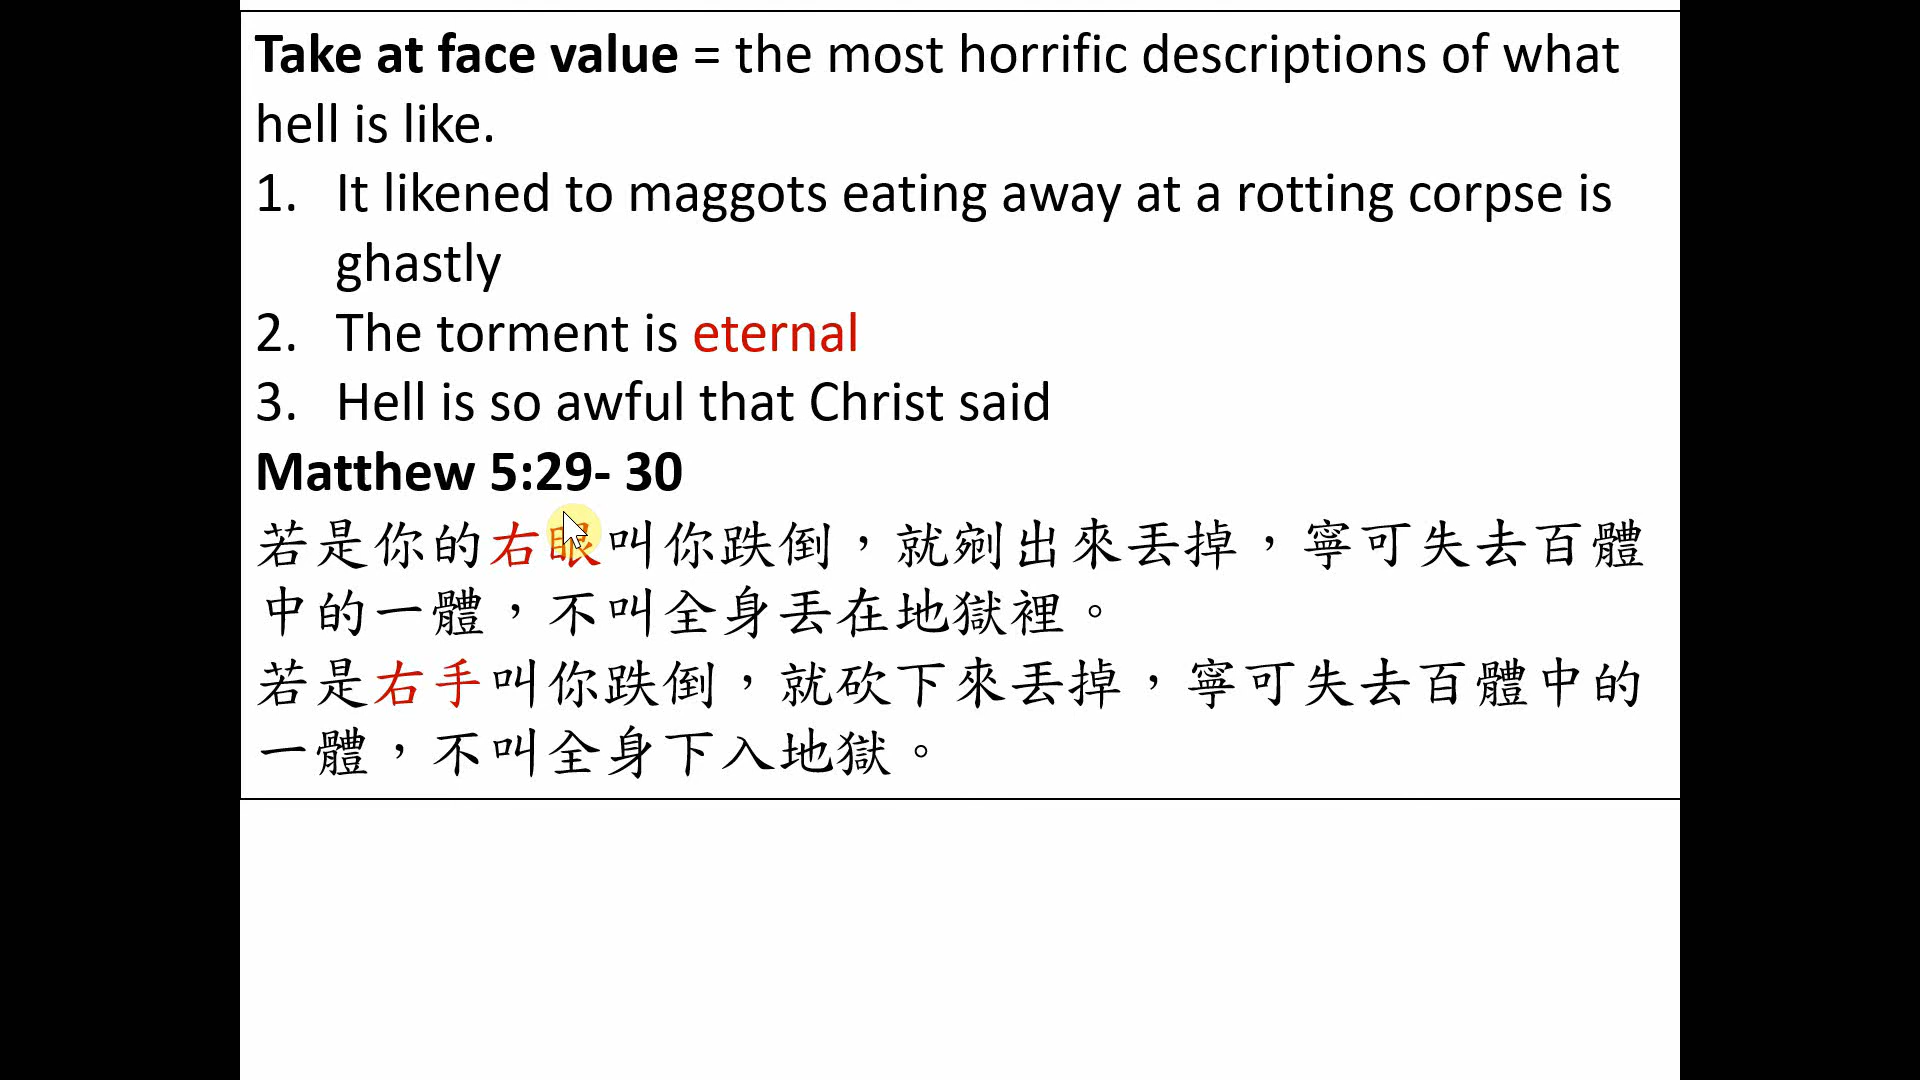 Take at face value = the most horrific descriptions of what
hell is like.
1. It likened to maggots eating away at a rotting corpse is
ghastly
2. The torment is eternal
3. Hell is so awful that Christ said
Matthew 5:29- 30
若是你的右眼叫你跌倒，就剜出來丟掉，寧可失去百體
中的一體，不叫全身丟在地獄裡。
若是右手叫你跌倒，就砍下來丟掉，寧可失去百體中的
一體，不叫全身下入地獄。